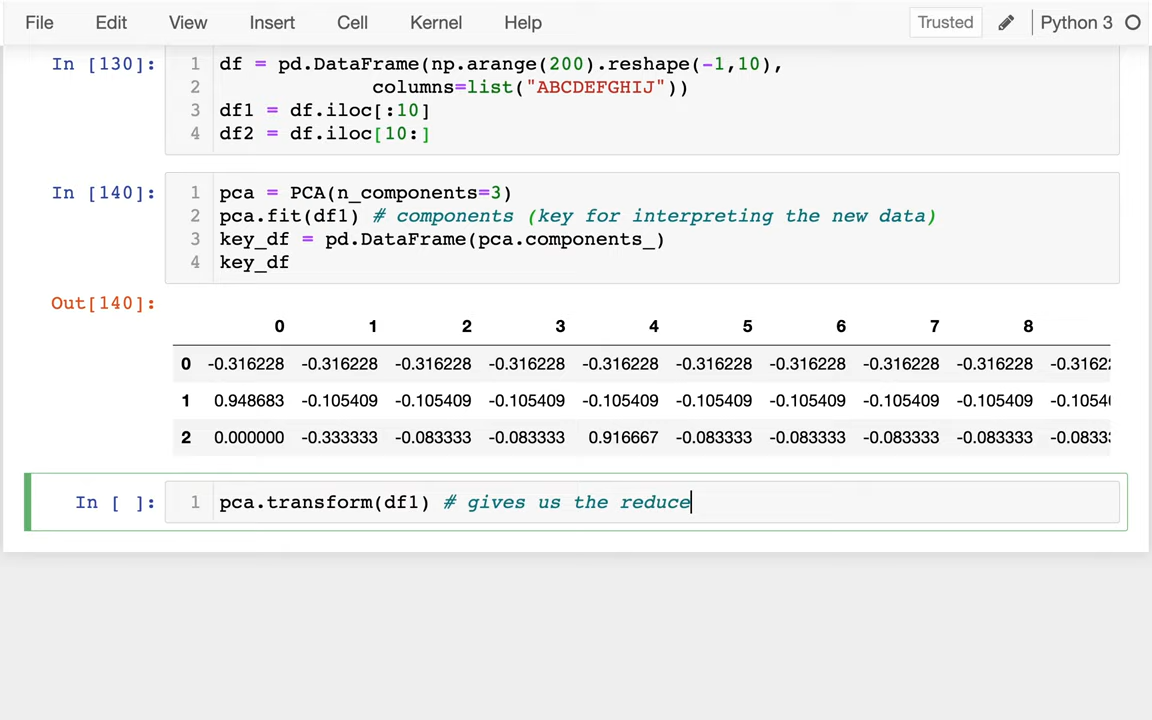 File Edit View Insert Cell Kernel Help Trusted Python 3
In [130]: 1 df = pd.DataFrame(np.arange(200).reshape(-1,10),
2 columns=list("ABCDEFGHIJ"))
3 df1 = df.iloc[:10]
4 df2 = df.iloc[10:]
In [140]: 1 pca = PCA(n_components=3)
2 pca.fit(df1) # components (key for interpreting the new data)
3 key_df = pd.DataFrame(pca.components_)
4 key_df
Out[140]:
0 1 2 3 4 5 6 7 8
0 -0.316228 -0.316228 -0.316228 -0.316228 -0.316228 -0.316228 -0.316228 -0.316228 -0.316228 -0.3162
1 0.948683 -0.105409 -0.105409 -0.105409 -0.105409 -0.105409 -0.105409 -0.105409 -0.105409 -0.1054
2 0.000000 -0.333333 -0.083333 -0.083333 0.916667 -0.083333 -0.083333 -0.083333 -0.083333 -0.0833
In [ ]: 1 pca.transform(df1) # gives us the reduce